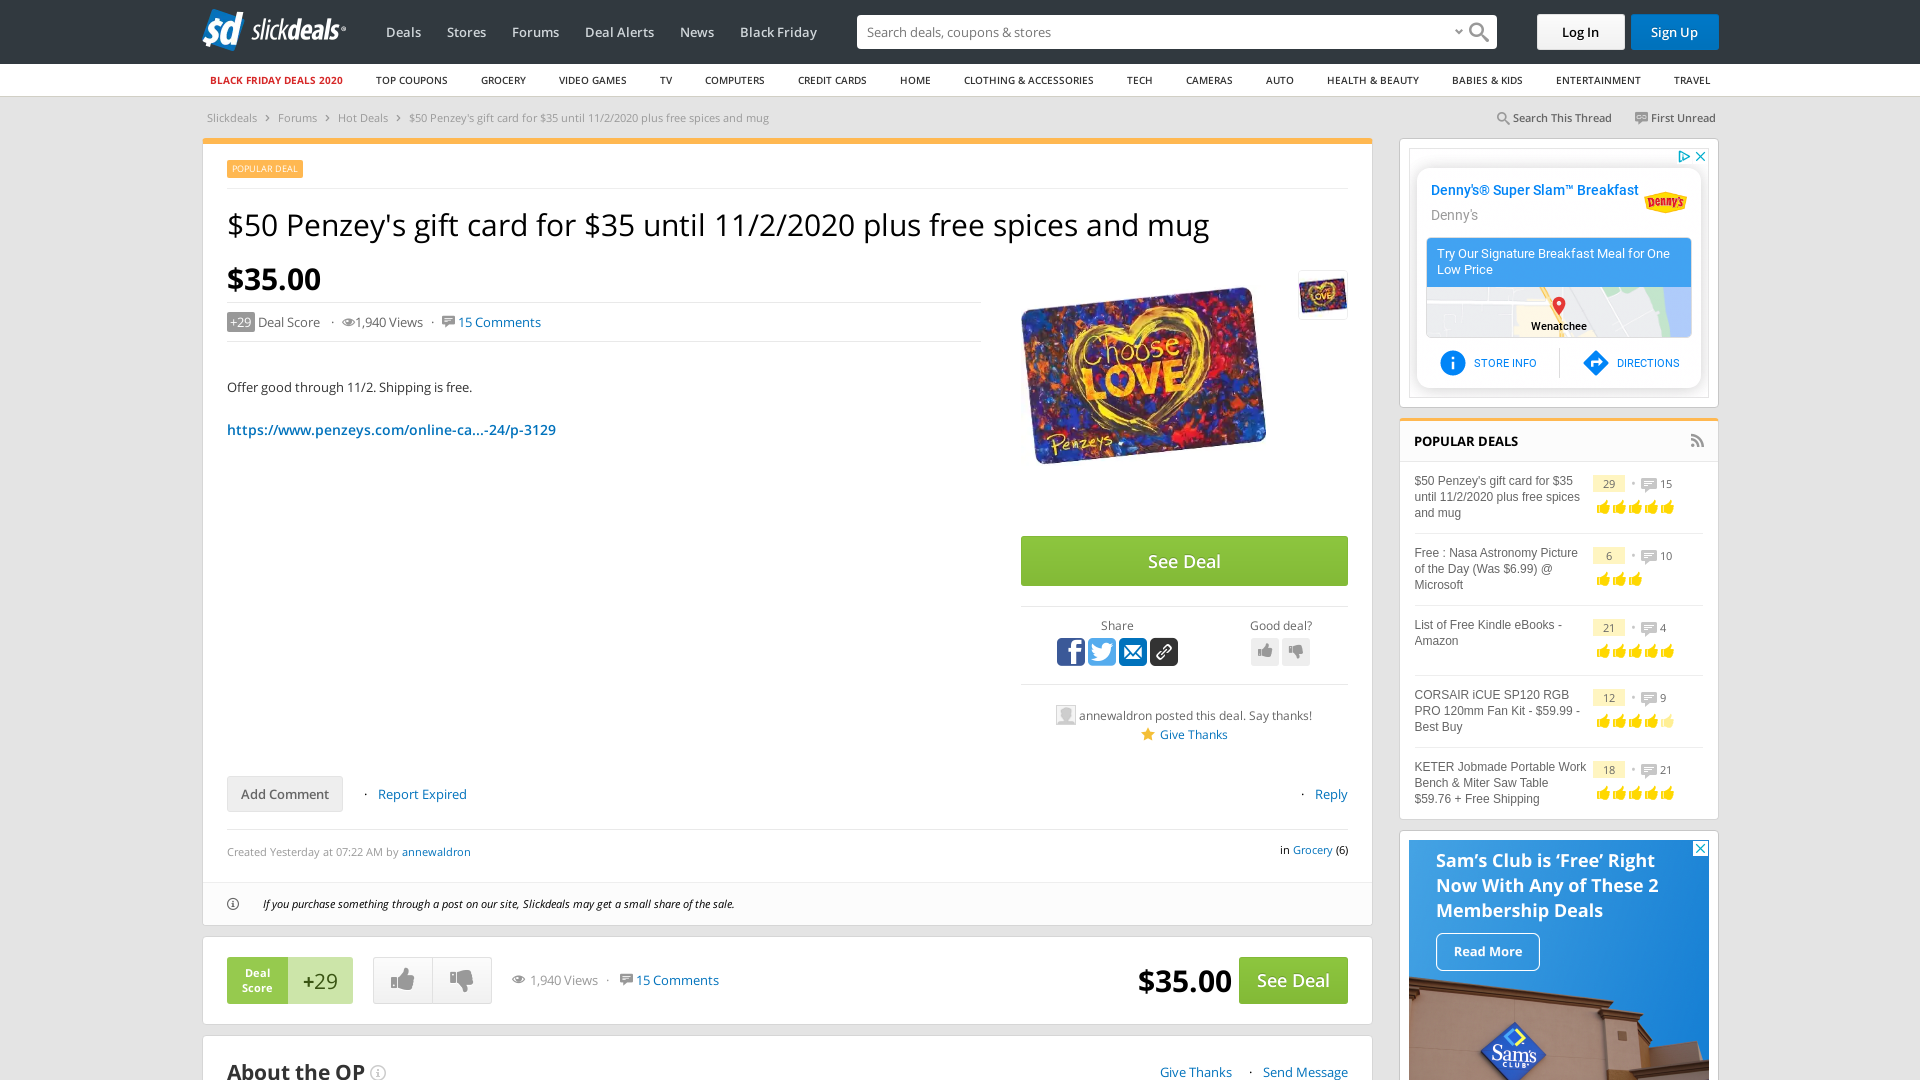 slickdeals
Deals
Stores
Forums
Deal Alerts
News
Black Friday
Search deals, coupons & stores
Log In
Sign Up
BLACK FRIDAY DEALS 2020
TOP COUPONS
GROCERY
VIDEO GAMES
TV
COMPUTERS
CREDIT CARDS
HOME
CLOTHING & ACCESSORIES
TECH
CAMERAS
AUTO
HEALTH & BEAUTY
BABIES & KIDS
ENTERTAINMENT
TRAVEL
Slickdeals > Forums > Hot Deals > $50 Penzey's gift card for $35 until 11/2/2020 plus free spices and mug
Search This Thread
First Unread
POPULAR DEAL
$50 Penzey's gift card for $35 until 11/2/2020 plus free spices and mug
$35.00
+29 Deal Score · 1,940 Views · 15 Comments
Offer good through 11/2. Shipping is free.
https://www.penzeys.com/online-ca...-24/p-3129
Choose
LOVE
Penzeys
See Deal
Share
Good deal?
annewaldron posted this deal. Say thanks!
Give Thanks
Add Comment
· Report Expired
· Reply
Created Yesterday at 07:22 AM by annewaldron
in Grocery (6)
If you purchase something through a post on our site, Slickdeals may get a small share of the sale.
Deal
Score
+29
1,940 Views · 15 Comments
$35.00
See Deal
About the OP
Give Thanks · Send Message
Denny's® Super Slam™ Breakfast
Denny's
Denny's
Try Our Signature Breakfast Meal for One
Low Price
Wenatchee
STORE INFO
DIRECTIONS
POPULAR DEALS
$50 Penzey's gift card for $35
until 11/2/2020 plus free spices
and mug
29 • 15
Free : Nasa Astronomy Picture
of the Day (Was $6.99) @
Microsoft
6 • 10
List of Free Kindle eBooks -
Amazon
21 • 4
CORSAIR iCUE SP120 RGB
PRO 120mm Fan Kit - $59.99 -
Best Buy
12 • 9
KETER Jobmade Portable Work
Bench & Miter Saw Table
$59.76 + Free Shipping
18 • 21
Sam's Club is ‘Free’ Right
Now With Any of These 2
Membership Deals
Read More
Sam's
CLUB